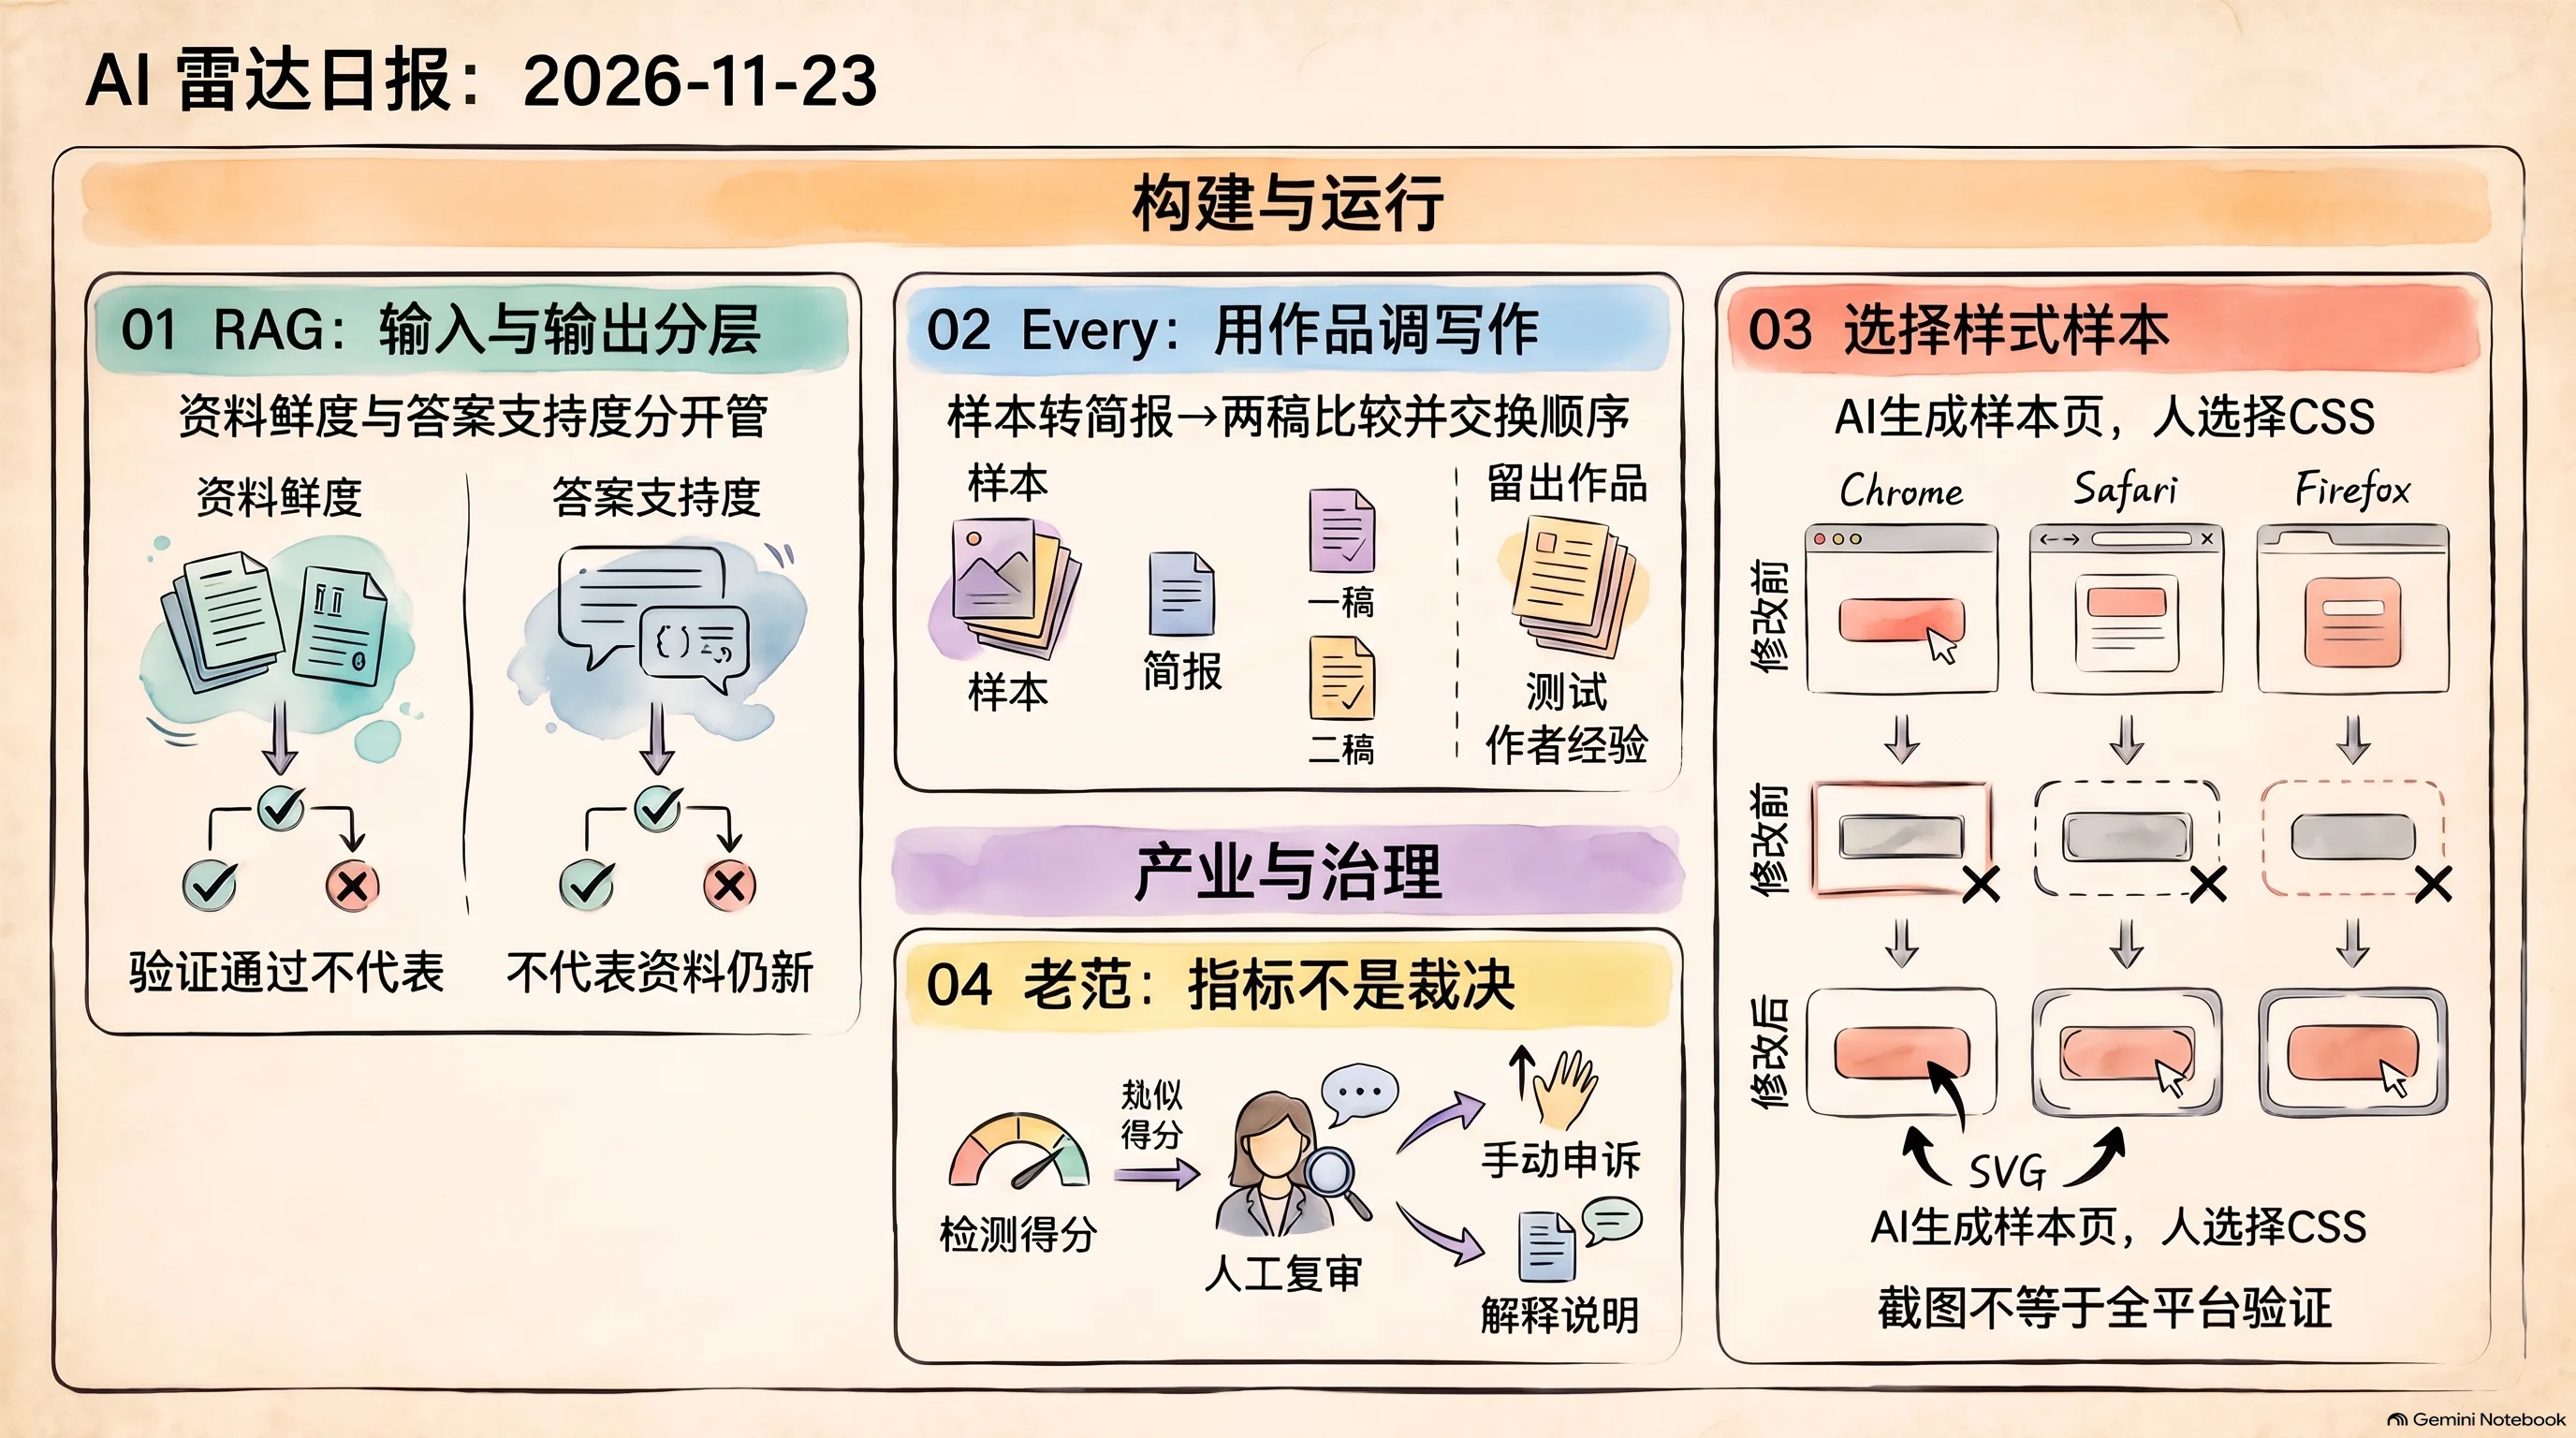 AI 雷达日报：2026-11-23
构建与运行
01 RAG：输入与输出分层
资料鲜度与答案支持度分开管
资料鲜度
答案支持度
验证通过不代表
不代表资料仍新
02 Every：用作品调写作
样本转简报→两稿比较并交换顺序
样本
样本
简报
一稿
二稿
留出作品
测试
作者经验
03 选择样式样本
AI生成样本页，人选择CSS
Chrome
Safari
Firefox
修改前
修改前
修改后
SVG
AI生成样本页，人选择CSS
截图不等于全平台验证
产业与治理
04 老范：指标不是裁决
检测得分
似
得分
人工复审
手动申诉
解释说明
Gemini Notebook